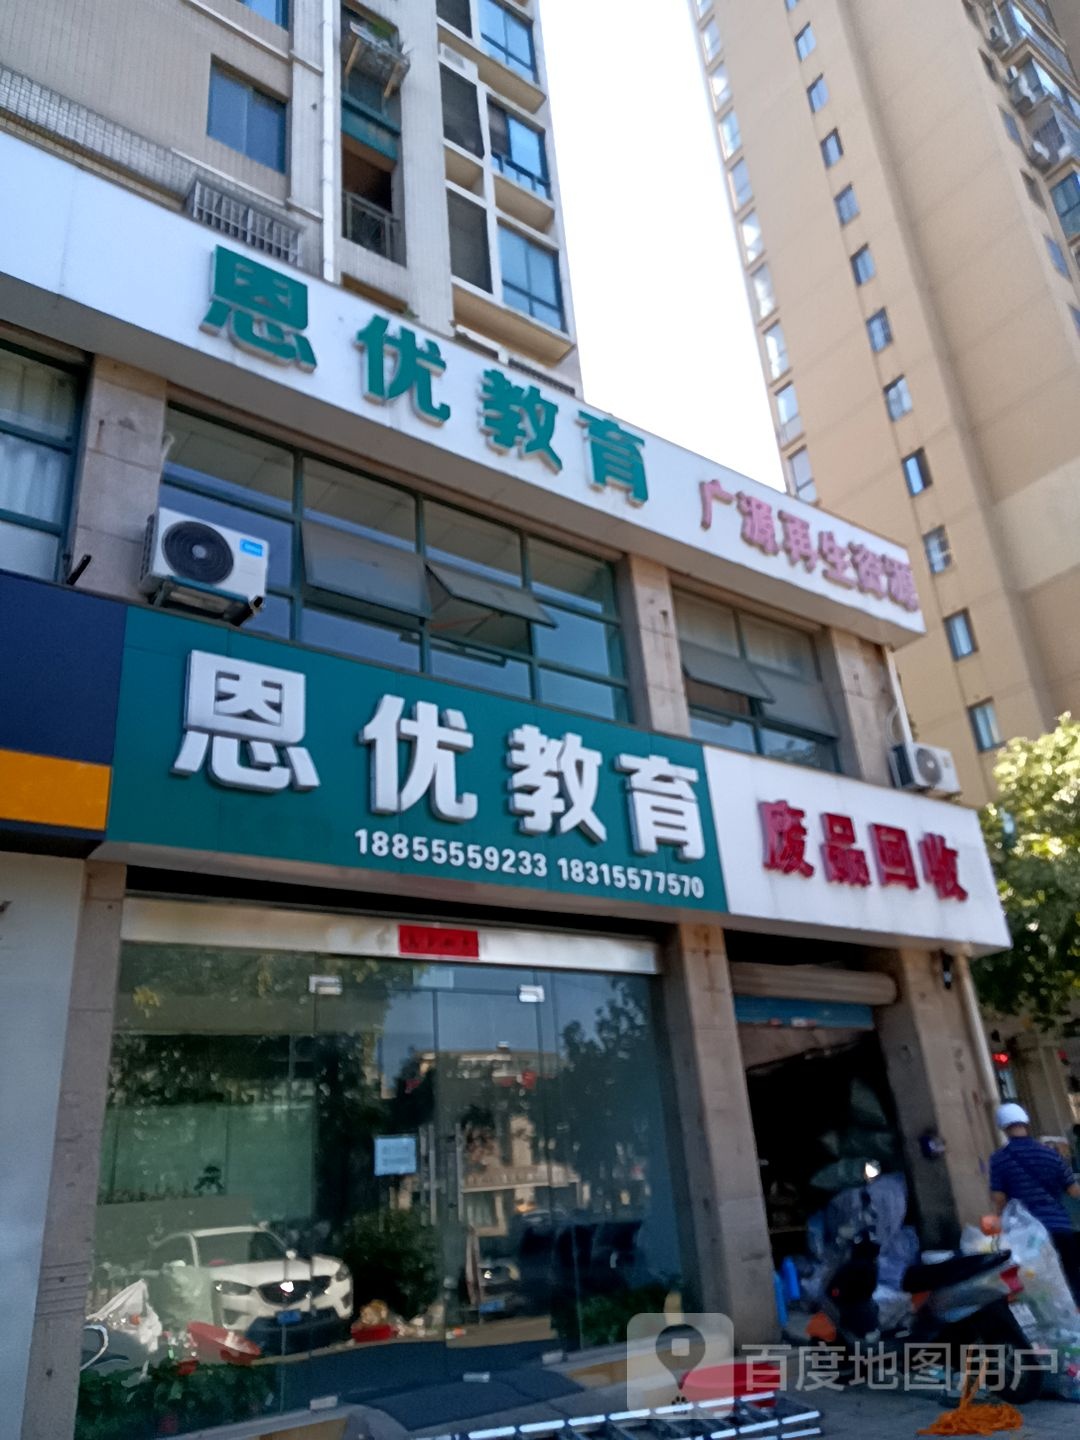 恩优教育
广源再生资源
恩优教育
18855559233 18315577570
废品回收
百度地图用户